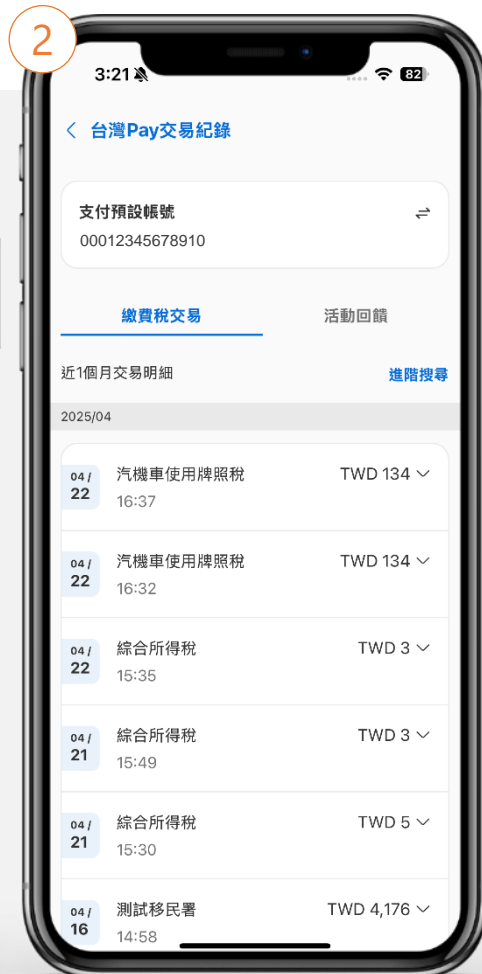 2
3:21
82
台灣Pay交易紀錄
支付預設帳號
00012345678910
繳費稅交易
活動回饋
近1個月交易明細
進階搜尋
2025/04
04 /
22
汽機車使用牌照稅
TWD 134
16:37
04 /
22
汽機車使用牌照稅
TWD 134
16:32
04 /
22
綜合所得稅
TWD 3
15:35
04 /
21
綜合所得稅
TWD 3
15:49
04 /
21
綜合所得稅
TWD 5
15:30
04 /
16
測試移民署
TWD 4,176
14:58